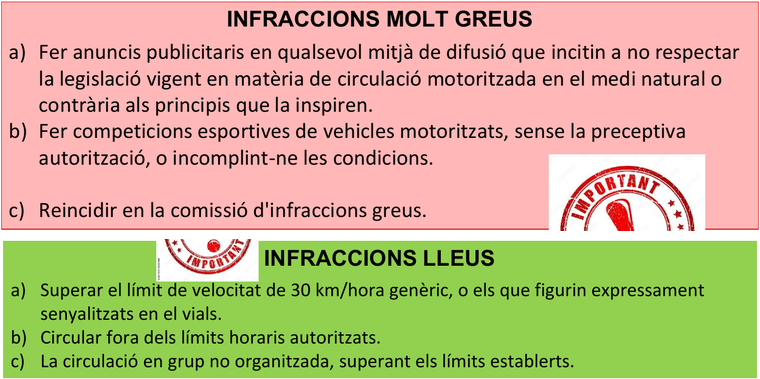 INFRACCIONS MOLT GREUS
a) Fer anuncis publicitaris en qualsevol mitjà de difusió que incitin a no respectar
la legislació vigent en matèria de circulació motoritzada en el medi natural o
contrària als principis que la inspiren.
b) Fer competicions esportives de vehicles motoritzats, sense la preceptiva
autorització, o incomplint-ne les condicions.
IMPORTANT
c) Reincidir en la comissió d'infraccions greus.
IMPORTANT
INFRACCIONS LLEUS
a) Superar el límit de velocitat de 30 km/hora genèric, o els que figurin expressament
senyalitzats en el vials.
b) Circular fora dels límits horaris autoritzats.
c) La circulació en grup no organitzada, superant els límits establerts.